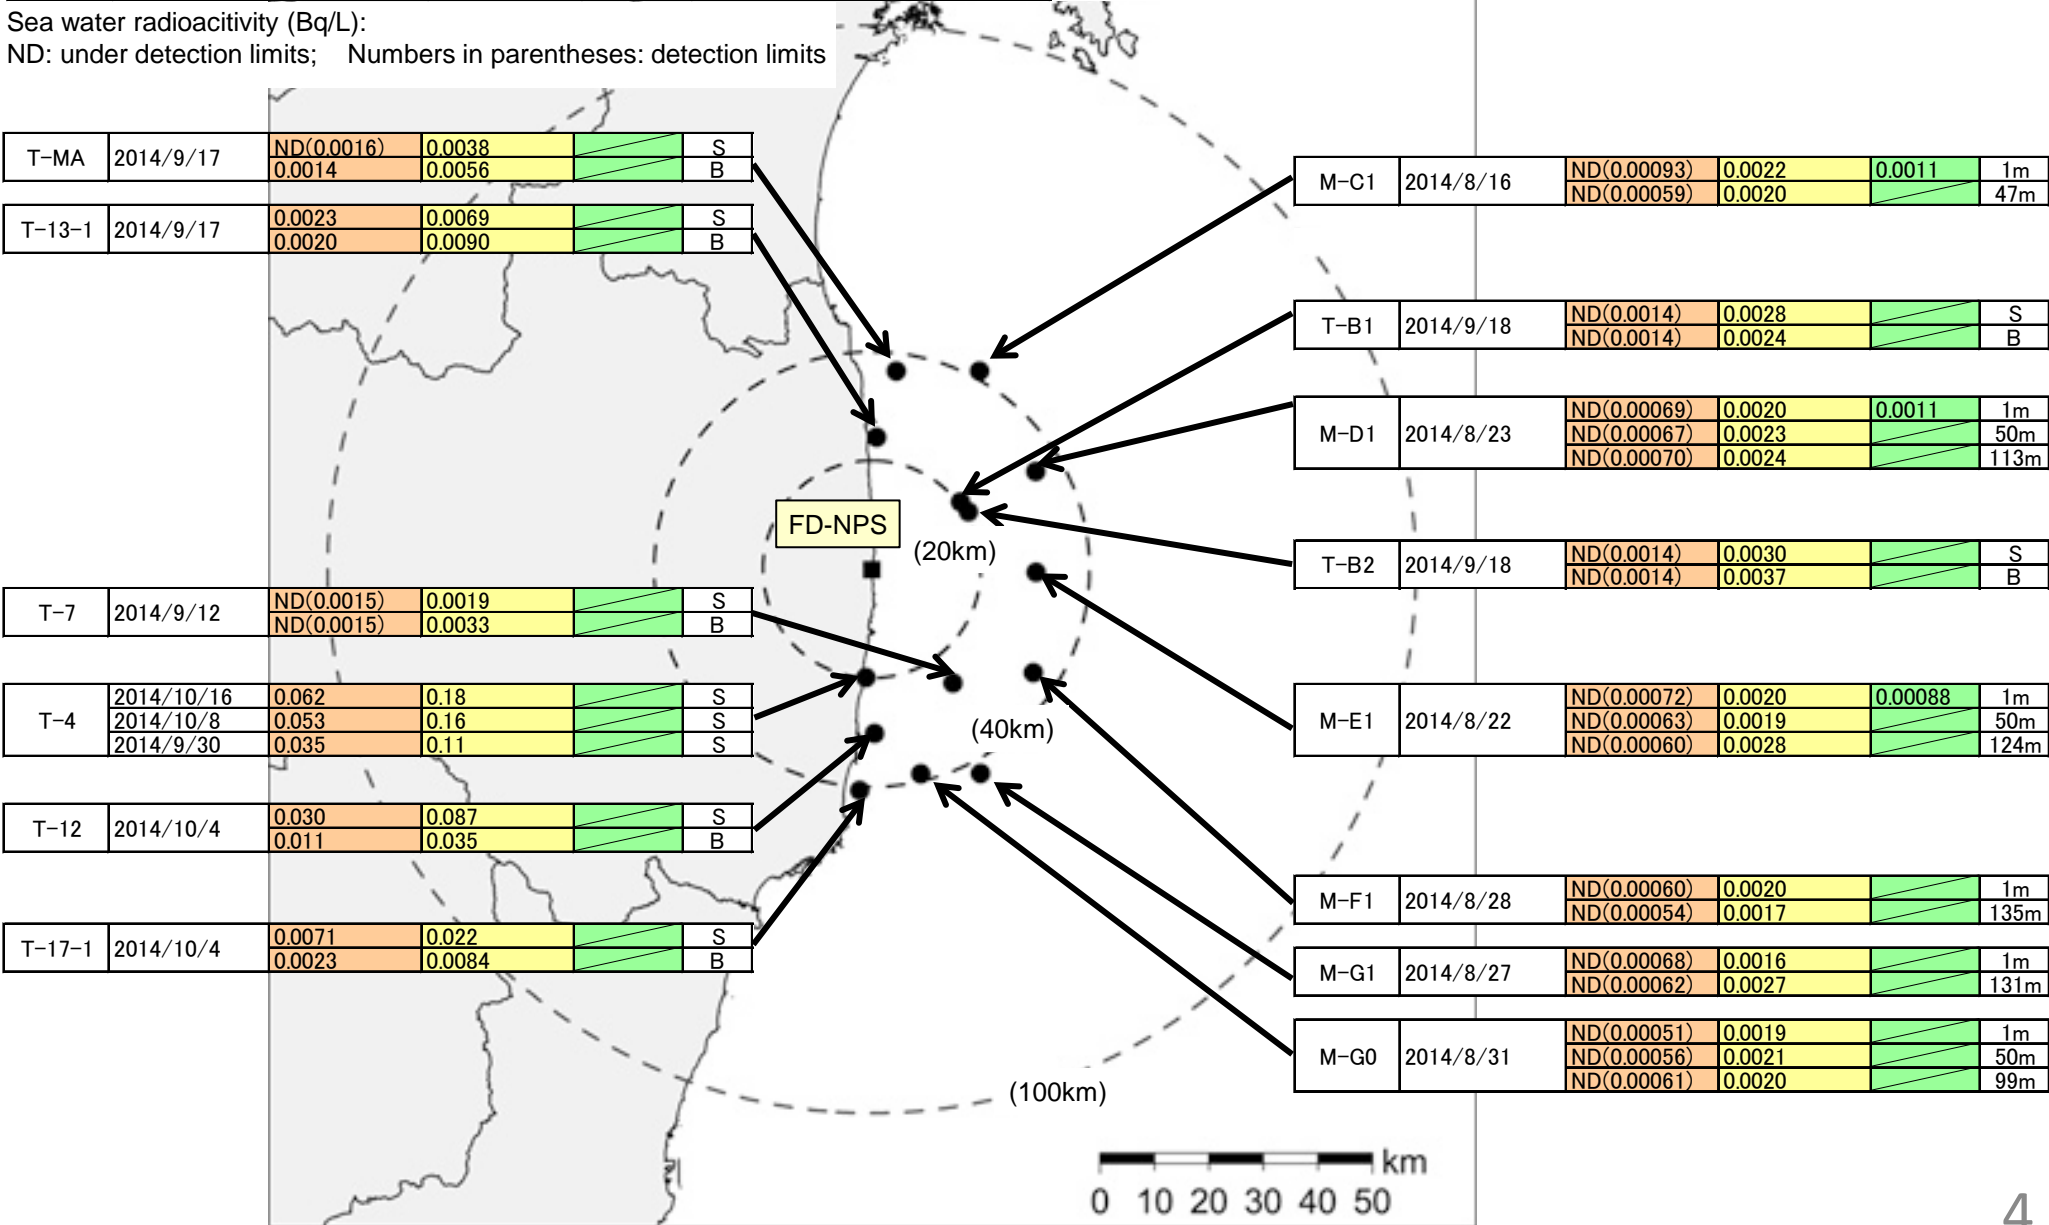 Sea water radioacitivity (Bq/L):
ND: under detection limits; Numbers in parentheses: detection limits
T-MA 2014/9/17 ND(0.0016) 0.0038 S
0.0014 0.0056 B
T-13-1 2014/9/17 0.0023 0.0069 S
0.0020 0.0090 B
T-7 2014/9/12 ND(0.0015) 0.0019 S
ND(0.0015) 0.0033 B
T-4 2014/10/16 0.062 0.18 S
2014/10/8 0.053 0.16 S
2014/9/30 0.035 0.11 S
T-12 2014/10/4 0.030 0.087 S
0.011 0.035 B
T-17-1 2014/10/4 0.0071 0.022 S
0.0023 0.0084 B
FD-NPS
(20km)
(40km)
(100km)
M-C1 2014/8/16 ND(0.00093) 0.0022 0.0011 1m
ND(0.00059) 0.0020 47m
T-B1 2014/9/18 ND(0.0014) 0.0028 S
ND(0.0014) 0.0024 B
M-D1 2014/8/23 ND(0.00069) 0.0020 0.0011 1m
ND(0.00067) 0.0023 50m
ND(0.00070) 0.0024 113m
T-B2 2014/9/18 ND(0.0014) 0.0030 S
ND(0.0014) 0.0037 B
M-E1 2014/8/22 ND(0.00072) 0.0020 0.00088 1m
ND(0.00063) 0.0019 50m
ND(0.00060) 0.0028 124m
M-F1 2014/8/28 ND(0.00060) 0.0020 1m
ND(0.00054) 0.0017 135m
M-G1 2014/8/27 ND(0.00068) 0.0016 1m
ND(0.00062) 0.0027 131m
M-G0 2014/8/31 ND(0.00051) 0.0019 1m
ND(0.00056) 0.0021 50m
ND(0.00061) 0.0020 99m
km
0 10 20 30 40 50
4